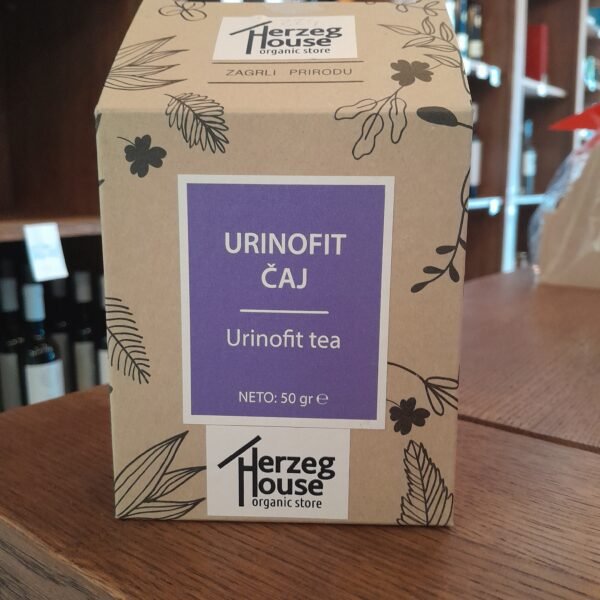 Herzeg
House
organic store
ZAGRLI PRIRODU
URINOFIT
ČAJ
Urinofit tea
NETO: 50 gr ℮
Herzeg
House
organic store